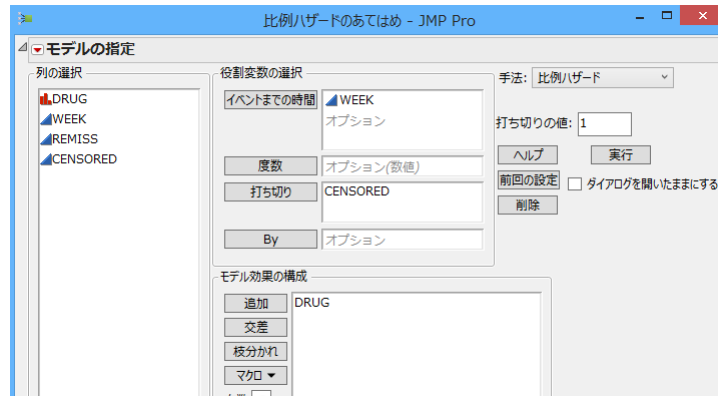 比例ハザードのあてはめ - JMP Pro
モデルの指定
列の選択
DRUG
WEEK
REMISS
CENSORED
役割変数の選択
イベントまでの時間 WEEK
オプション
度数 オプション(数値)
打ち切り CENSORED
By オプション
手法: 比例ハザード
打ち切りの値: 1
ヘルプ 実行
前回の設定 ダイアログを開いたままにする
削除
モデル効果の構成
追加 DRUG
交差
枝分かれ
マクロ